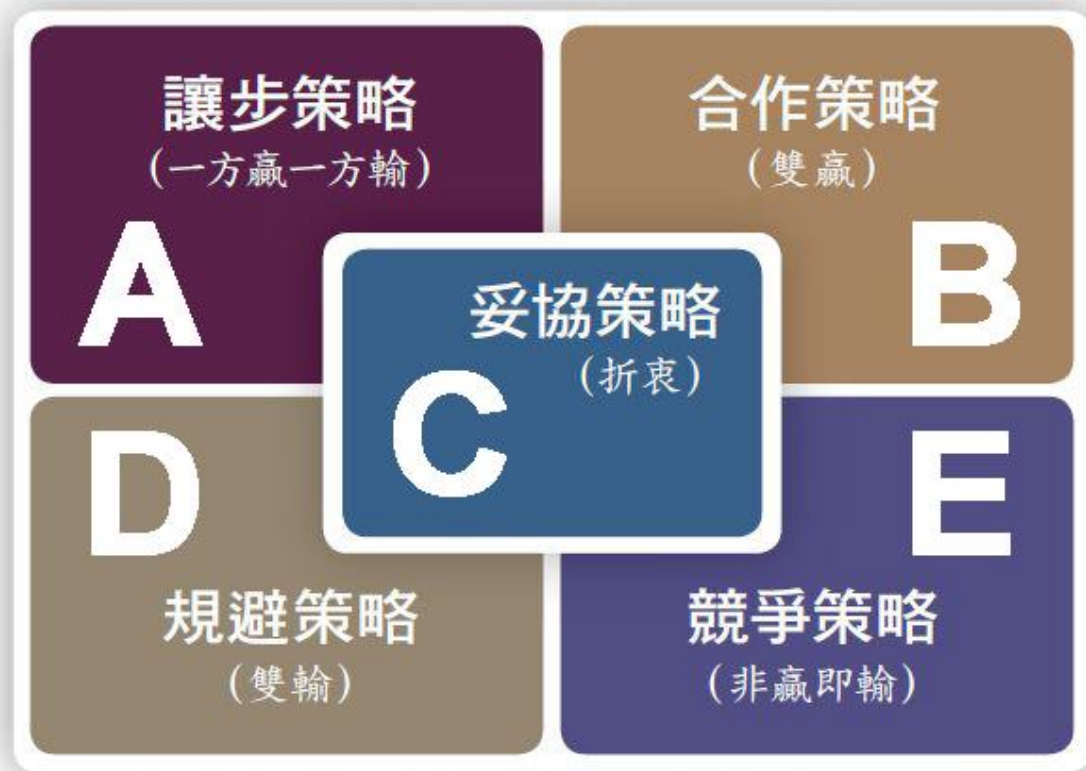 讓步策略
(一方贏一方輸)
A
合作策略
(雙贏)
B
妥協策略
(折衷)
C
D
規避策略
(雙輸)
E
競爭策略
(非贏即輸)